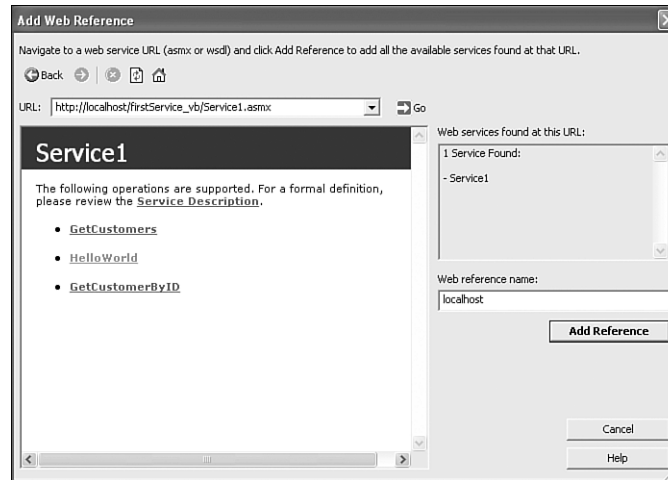 Add Web Reference
Navigate to a web service URL (asmx or wsdl) and click Add Reference to add all the available services found at that URL.
Back
URL: http://localhost/firstService_vb/Service1.asmx Go
Service1
The following operations are supported. For a formal definition,
please review the Service Description.
• GetCustomers
• HelloWorld
• GetCustomerByID
Web services found at this URL:
1 Service Found:
- Service1
Web reference name:
localhost
Add Reference
Cancel
Help